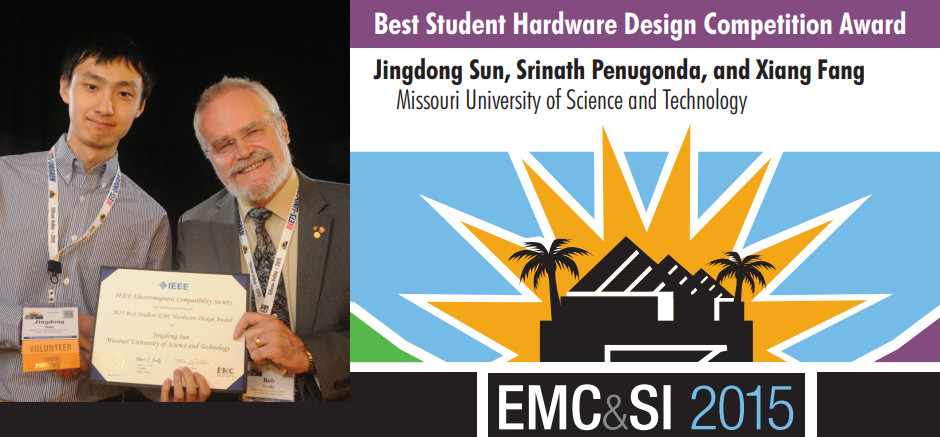 Best Student Hardware Design Competition Award
Jingdong Sun, Srinath Penugonda, and Xiang Fang
Missouri University of Science and Technology
IEEE
IEEE Electromagnetic Compatibility Society
2015 Best Student EMC Hardware Design Award
Jingdong Sun
Missouri University of Science and Technology
EMC
Jingdong
VOLUNTEER
Bob
EMC&SI 2015